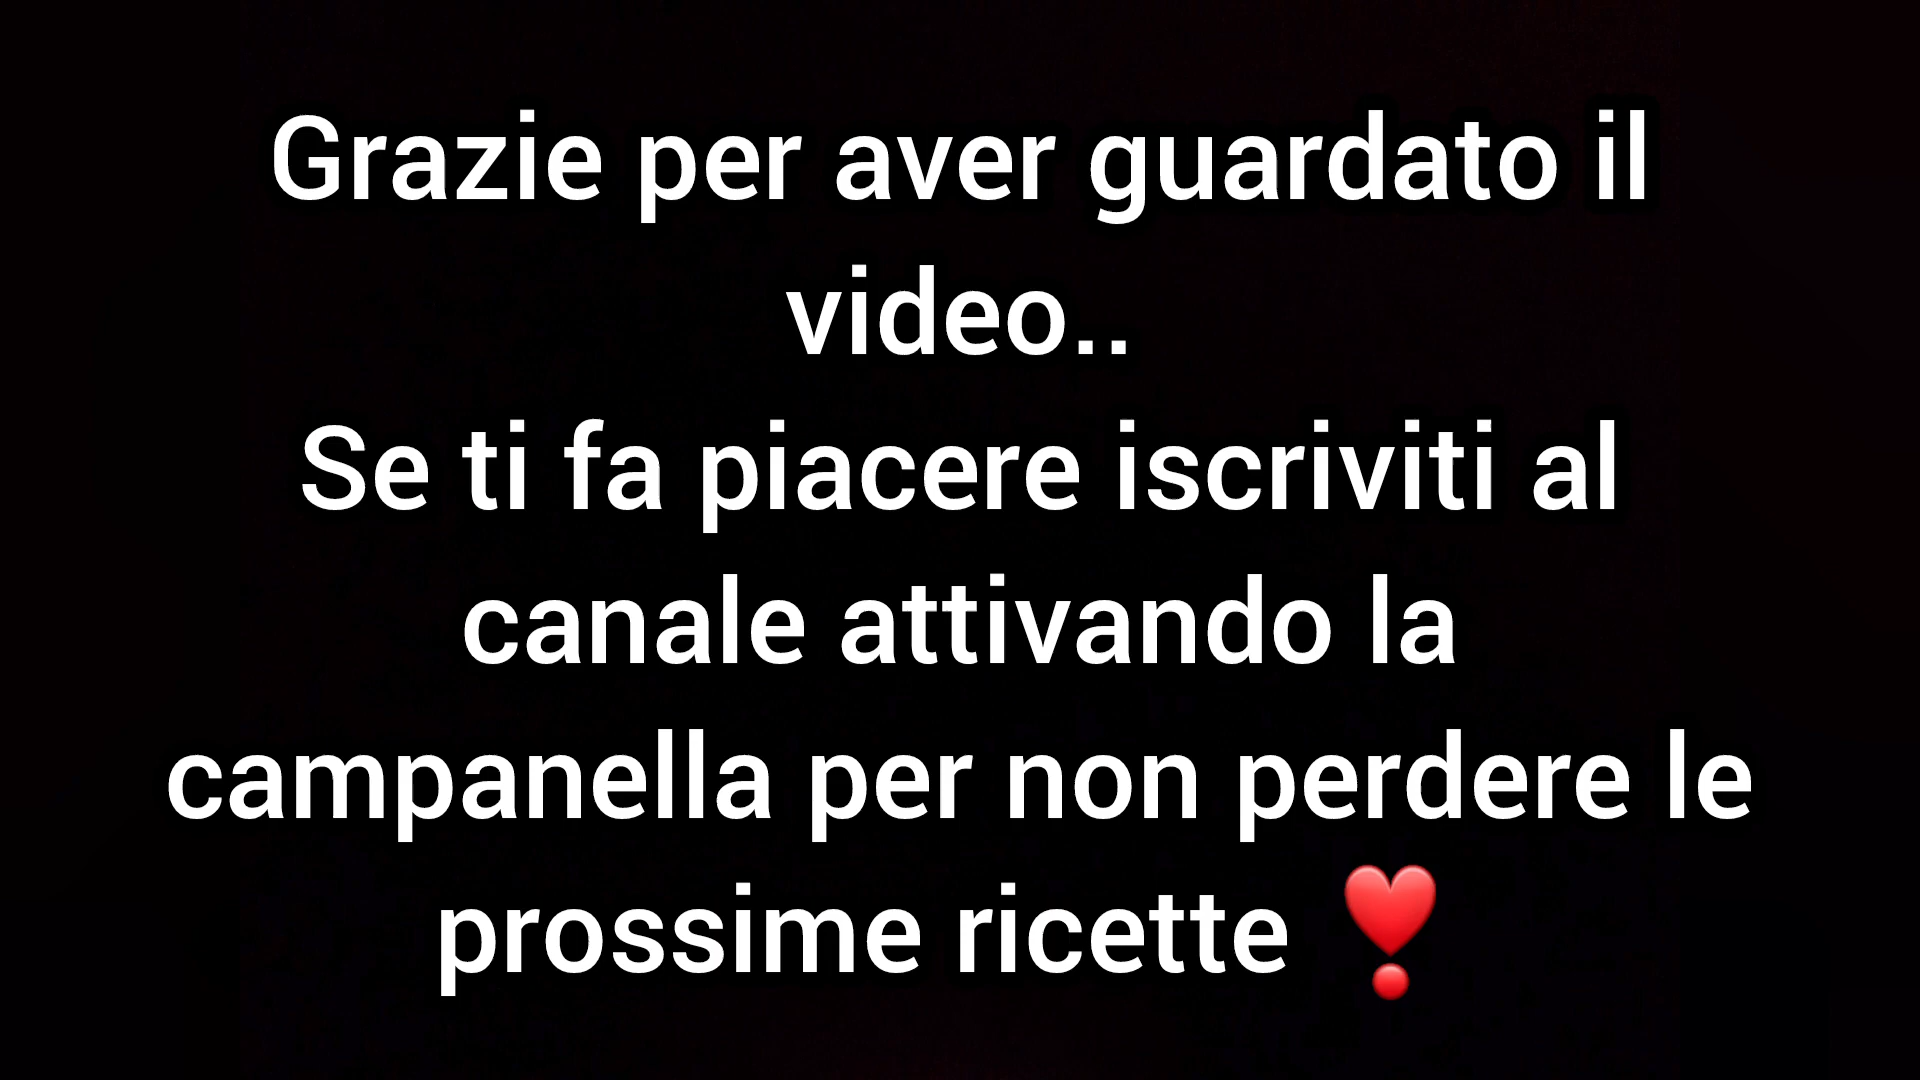 Grazie per aver guardato il
video..
Se ti fa piacere iscriviti al
canale attivando la
campanella per non perdere le
prossime ricette ❣️